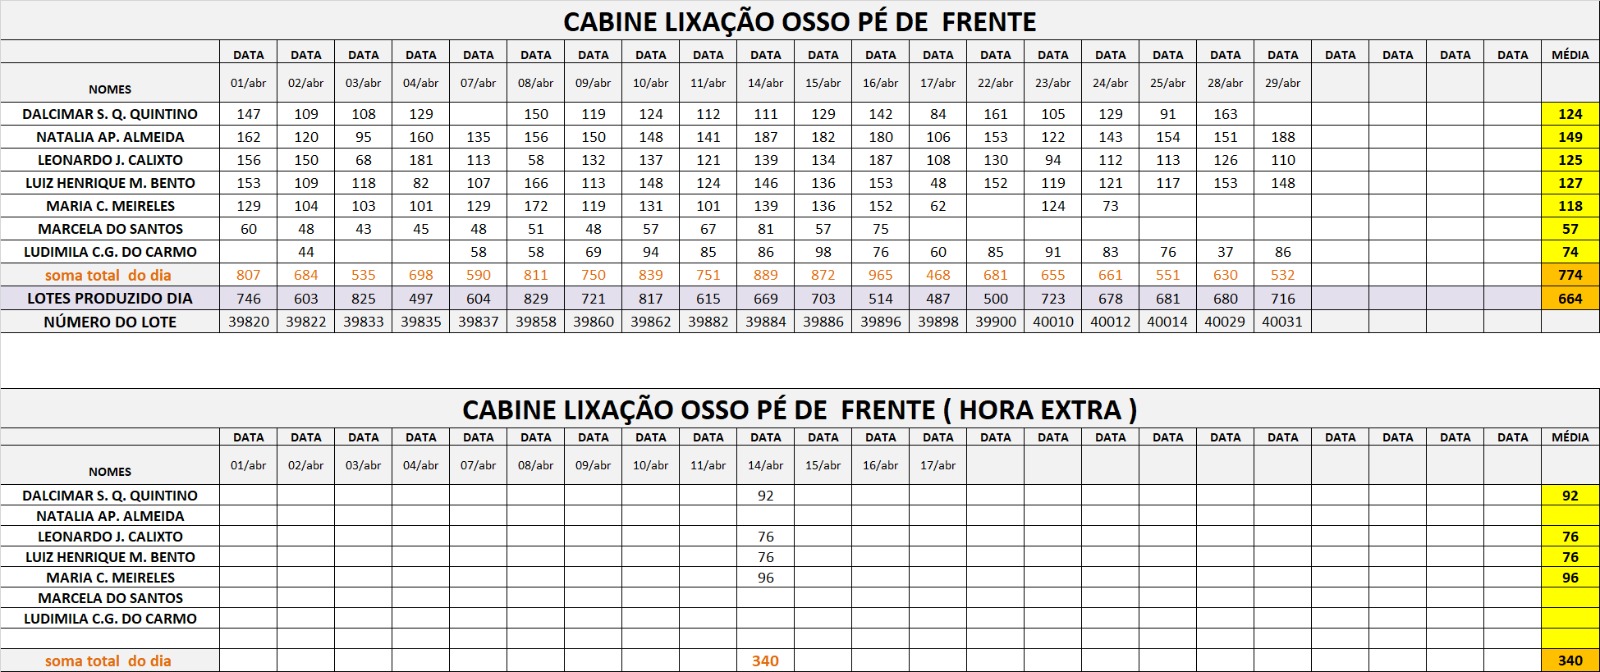 CABINE LIXAÇÃO OSSO PÉ DE FRENTE
DATA DATA DATA DATA DATA DATA DATA DATA DATA DATA DATA DATA DATA DATA DATA DATA DATA DATA DATA DATA DATA DATA DATA MÉDIA
NOMES 01/abr 02/abr 03/abr 04/abr 07/abr 08/abr 09/abr 10/abr 11/abr 14/abr 15/abr 16/abr 17/abr 22/abr 23/abr 24/abr 25/abr 28/abr 29/abr
DALCIMAR S. Q. QUINTINO 147 109 108 129 150 119 124 112 111 129 142 84 161 105 129 91 163 124
NATALIA AP. ALMEIDA 162 120 95 160 135 156 150 148 141 187 182 180 106 153 122 143 154 151 188 149
LEONARDO J. CALIXTO 156 150 68 181 113 58 132 137 121 139 134 187 108 130 94 112 113 126 110 125
LUIZ HENRIQUE M. BENTO 153 109 118 82 107 166 113 148 124 146 136 153 48 152 119 121 117 153 148 127
MARIA C. MEIRELES 129 104 103 101 129 172 119 131 101 139 136 152 62 124 73 118
MARCELA DO SANTOS 60 48 43 45 48 51 48 57 67 81 57 75 57
LUDIMILA C.G. DO CARMO 44 58 58 69 94 85 86 98 76 60 85 91 83 76 37 86 74
soma total do dia 807 684 535 698 590 811 750 839 751 889 872 965 468 681 655 661 551 630 532 774
LOTES PRODUZIDO DIA 746 603 825 497 604 829 721 817 615 669 703 514 487 500 723 678 681 680 716 664
NÚMERO DO LOTE 39820 39822 39833 39835 39837 39858 39860 39862 39882 39884 39886 39896 39898 39900 40010 40012 40014 40029 40031
CABINE LIXAÇÃO OSSO PÉ DE FRENTE ( HORA EXTRA )
DATA DATA DATA DATA DATA DATA DATA DATA DATA DATA DATA DATA DATA DATA DATA DATA DATA DATA DATA DATA DATA DATA DATA MÉDIA
NOMES 01/abr 02/abr 03/abr 04/abr 07/abr 08/abr 09/abr 10/abr 11/abr 14/abr 15/abr 16/abr 17/abr
DALCIMAR S. Q. QUINTINO 92 92
NATALIA AP. ALMEIDA
LEONARDO J. CALIXTO 76 76
LUIZ HENRIQUE M. BENTO 76 76
MARIA C. MEIRELES 96 96
MARCELA DO SANTOS
LUDIMILA C.G. DO CARMO
soma total do dia 340 340